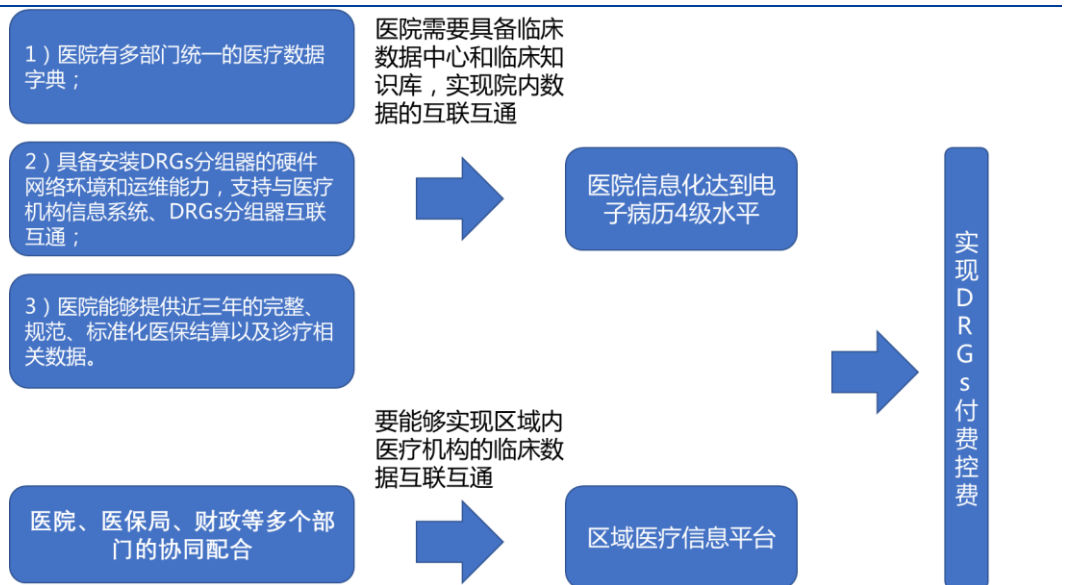 1）医院有多部门统一的医疗数据
字典；
医院需要具备临床
数据中心和临床知
识库，实现院内数
据的互联互通
2）具备安装DRGs分组器的硬件
网络环境和运维能力，支持与医疗
机构信息系统、DRGs分组器互联
互通；
医院信息化达到电
子病历4级水平
3）医院能够提供近三年的完整、
规范、标准化医保结算以及诊疗相
关数据。
要能够实现区域内
医疗机构的临床数
据互联互通
医院、医保局、财政等多个部
门的协同配合
区域医疗信息平台
实现DRGs付费控费